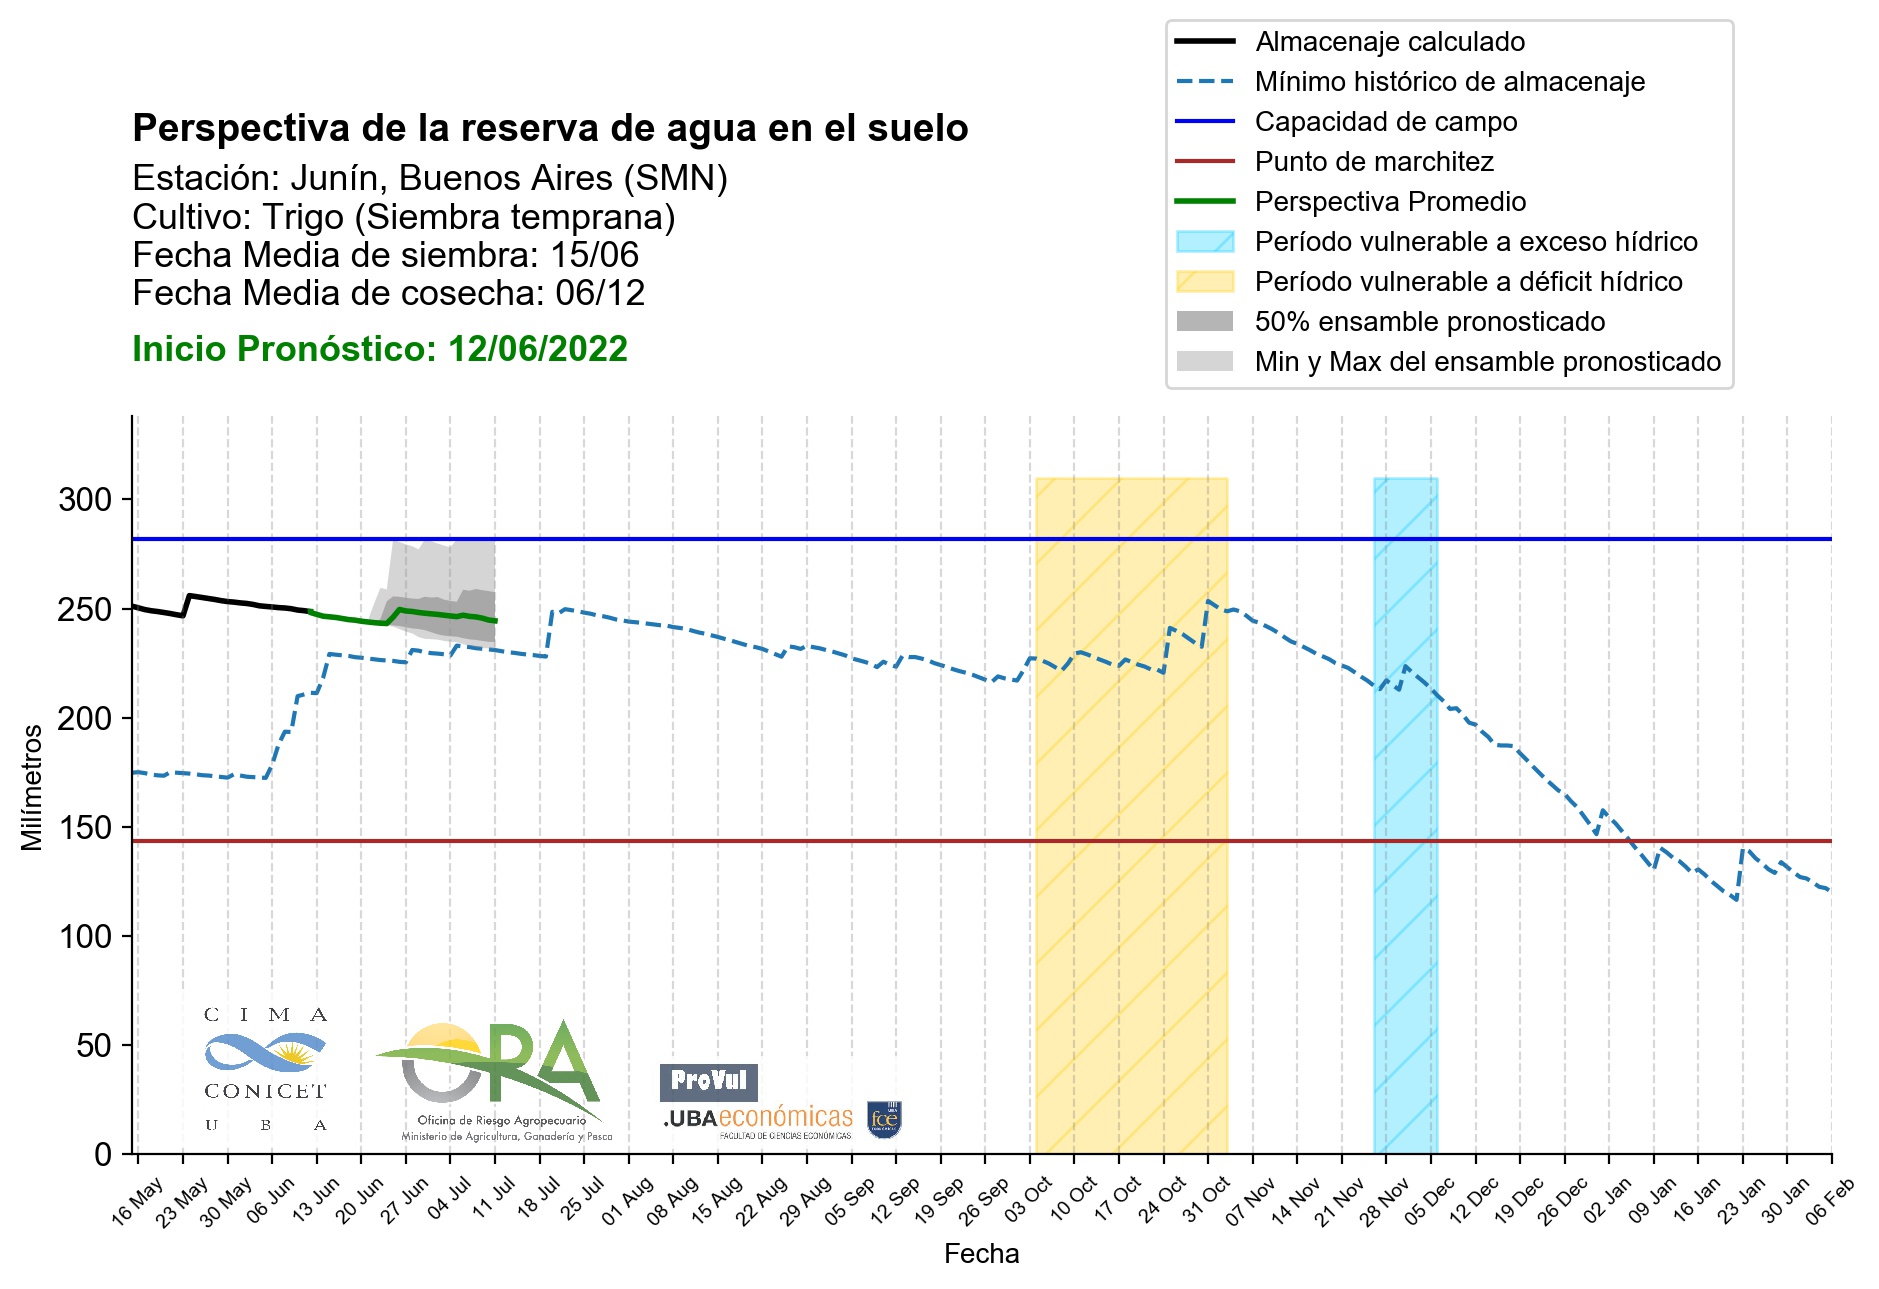 Almacenaje calculado
Mínimo histórico de almacenaje
Capacidad de campo
Punto de marchitez
Perspectiva Promedio
Período vulnerable a exceso hídrico
Período vulnerable a déficit hídrico
50% ensamble pronosticado
Min y Max del ensamble pronosticado
Perspectiva de la reserva de agua en el suelo
Estación: Junín, Buenos Aires (SMN)
Cultivo: Trigo (Siembra temprana)
Fecha Media de siembra: 15/06
Fecha Media de cosecha: 06/12
Inicio Pronóstico: 12/06/2022
Milímetros
300
250
200
150
100
50
0
CIMA
CONICET
UBA
ORA
Oficina de Riesgo Agropecuario
Ministerio de Agricultura, Ganadería y Pesca
ProVul
.UBAeconómicas
FACULTAD DE CIENCIAS ECONÓMICAS
fce
16 May
23 May
30 May
06 Jun
13 Jun
20 Jun
27 Jun
04 Jul
11 Jul
18 Jul
25 Jul
01 Aug
08 Aug
15 Aug
22 Aug
29 Aug
05 Sep
12 Sep
19 Sep
26 Sep
03 Oct
10 Oct
17 Oct
24 Oct
31 Oct
07 Nov
14 Nov
21 Nov
28 Nov
05 Dec
12 Dec
19 Dec
26 Dec
02 Jan
09 Jan
16 Jan
23 Jan
30 Jan
06 Feb
Fecha